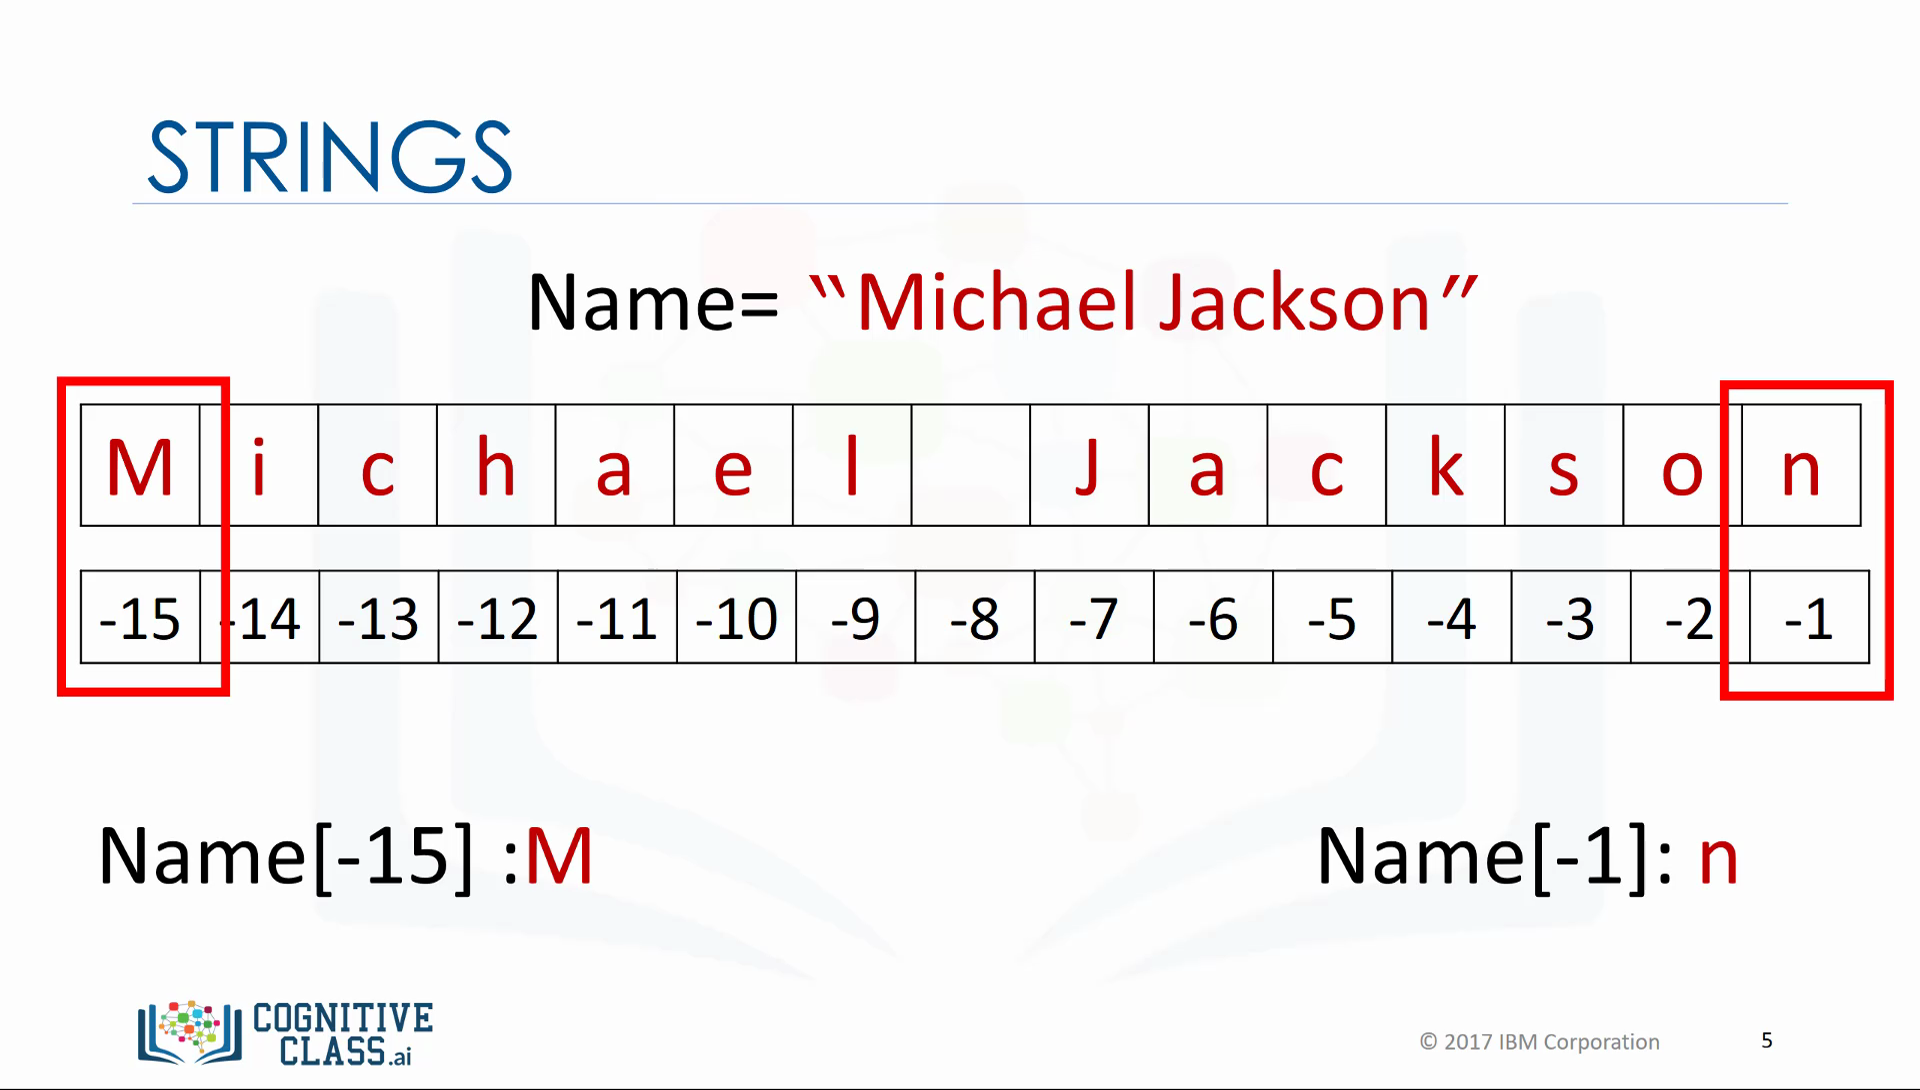 STRINGS
Name= “Michael Jackson”
M i c h a e l J a c k s o n
-15 -14 -13 -12 -11 -10 -9 -8 -7 -6 -5 -4 -3 -2 -1
Name[-15] :M Name[-1]: n
COGNITIVE
CLASS.ai
© 2017 IBM Corporation 5